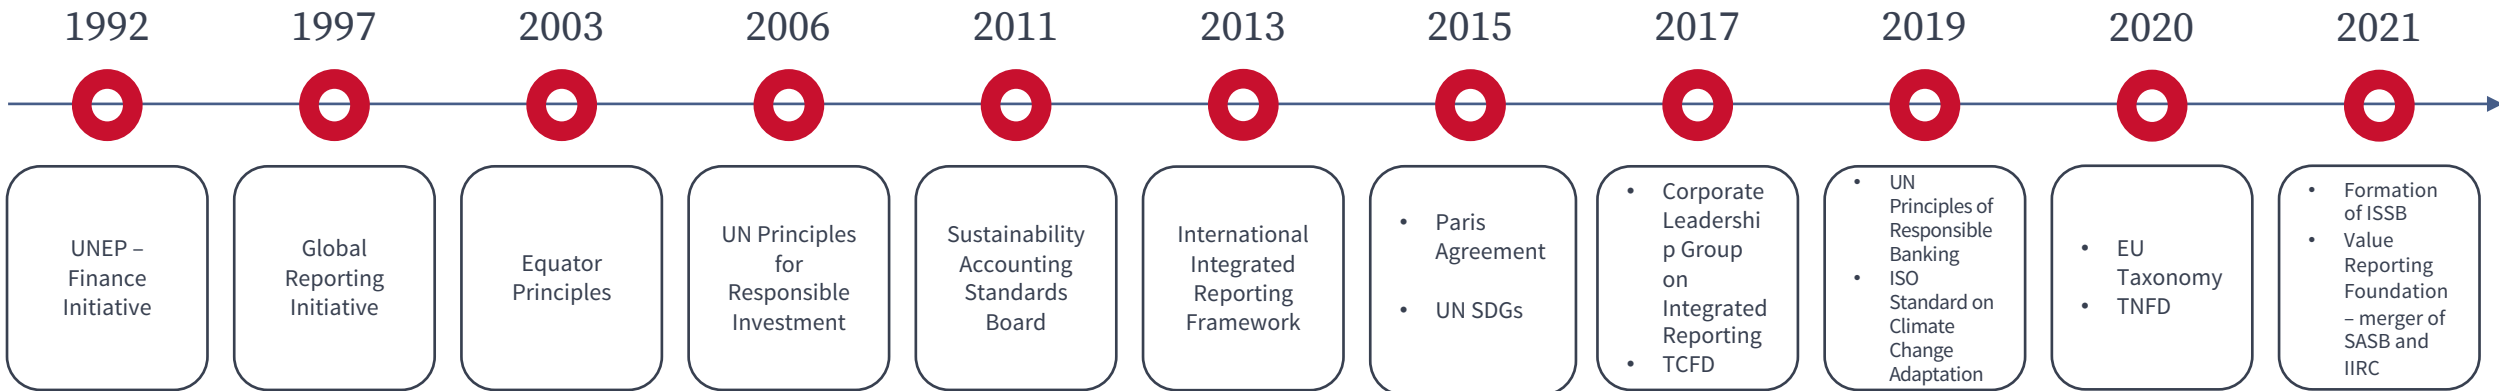 1992
1997
2003
2006
2011
2013
2015
2017
2019
2020
2021
UNEP –
Finance
Initiative
Global
Reporting
Initiative
Equator
Principles
UN Principles
for
Responsible
Investment
Sustainability
Accounting
Standards
Board
International
Integrated
Reporting
Framework
• Paris
Agreement
• UN SDGs
• Corporate
Leadershi
p Group
on
Integrated
Reporting
• TCFD
• UN
Principles of
Responsible
Banking
• ISO
Standard on
Climate
Change
Adaptation
• EU
Taxonomy
• TNFD
• Formation
of ISSB
• Value
Reporting
Foundation
– merger of
SASB and
IIRC